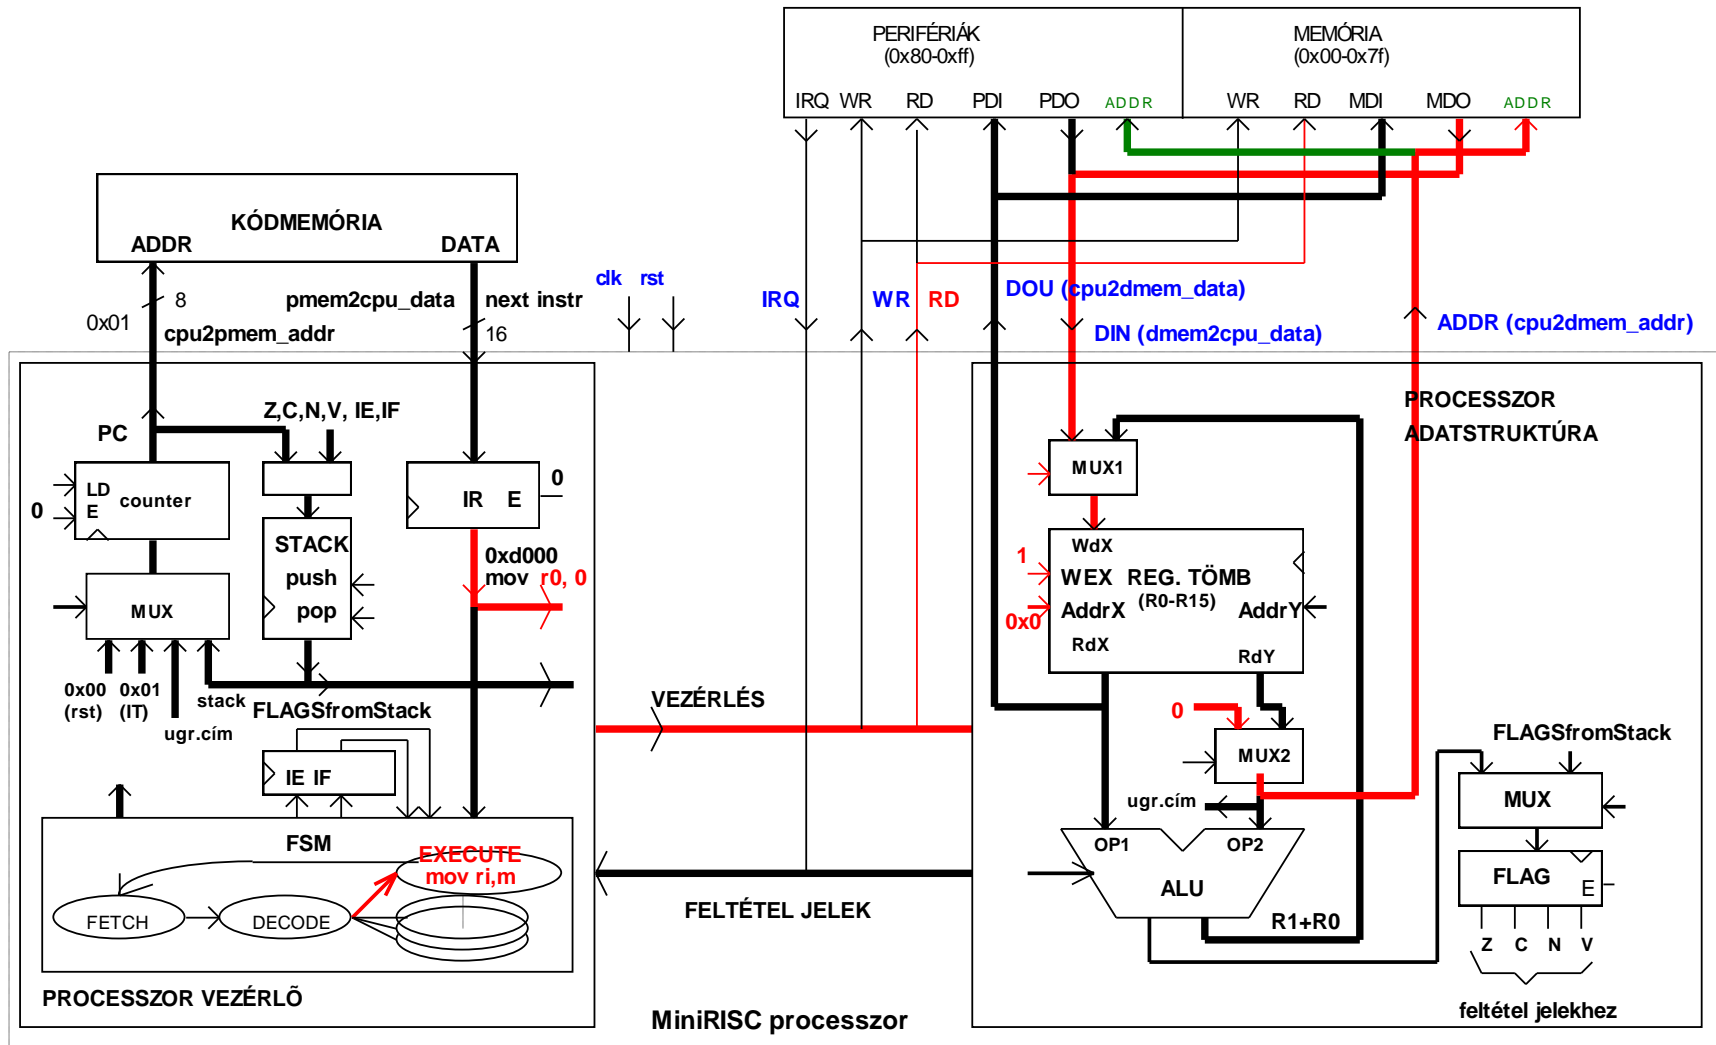 PERIFÉRIÁK
(0x80-0xff)
MEMÓRIA
(0x00-0x7f)
IRQ WR RD PDI PDO ADDR
WR RD MDI MDO ADDR
KÓDMEMÓRIA
ADDR DATA
8
0x01
cpu2pmem_addr
pmem2cpu_data
next instr
16
clk rst
IRQ WR RD
DOU (cpu2dmem_data)
DIN (dmem2cpu_data)
ADDR (cpu2dmem_addr)
PC
Z,C,N,V, IE,IF
LD
E
counter
0
IR E
0
STACK
push
pop
0xd000
mov r0, 0
MUX
0x00
(rst)
0x01
(IT)
ugr.cím
stack
FLAGSfromStack
IE IF
FSM
EXECUTE
mov ri,m
FETCH
DECODE
PROCESSZOR VEZÉRLÕ
VEZÉRLÉS
FELTÉTEL JELEK
MiniRISC processzor
PROCESSZOR
ADATSTRUKTÚRA
MUX1
WdX
1
WEX REG. TÖMB
(R0-R15)
AddrX AddrY
0x0
RdX
RdY
0
MUX2
ugr.cím
OP1 OP2
ALU
R1+R0
FLAGSfromStack
MUX
FLAG
E
Z C N V
feltétel jelekhez